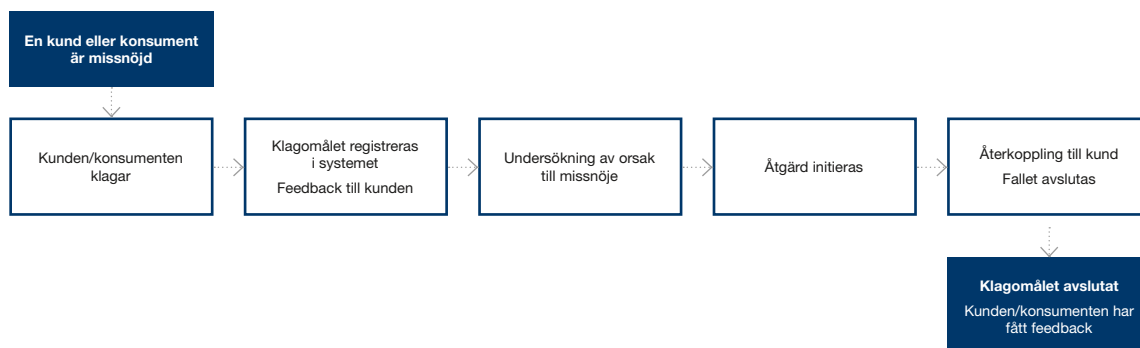 En kund eller konsument
är missnöjd
Kunden/konsumenten
klagar
Klagomålet registreras
i systemet
Feedback till kunden
Undersökning av orsak
till missnöje
Åtgärd initieras
Återkoppling till kund
Fallet avslutas
Klagomålet avslutat
Kunden/konsumenten har
fått feedback